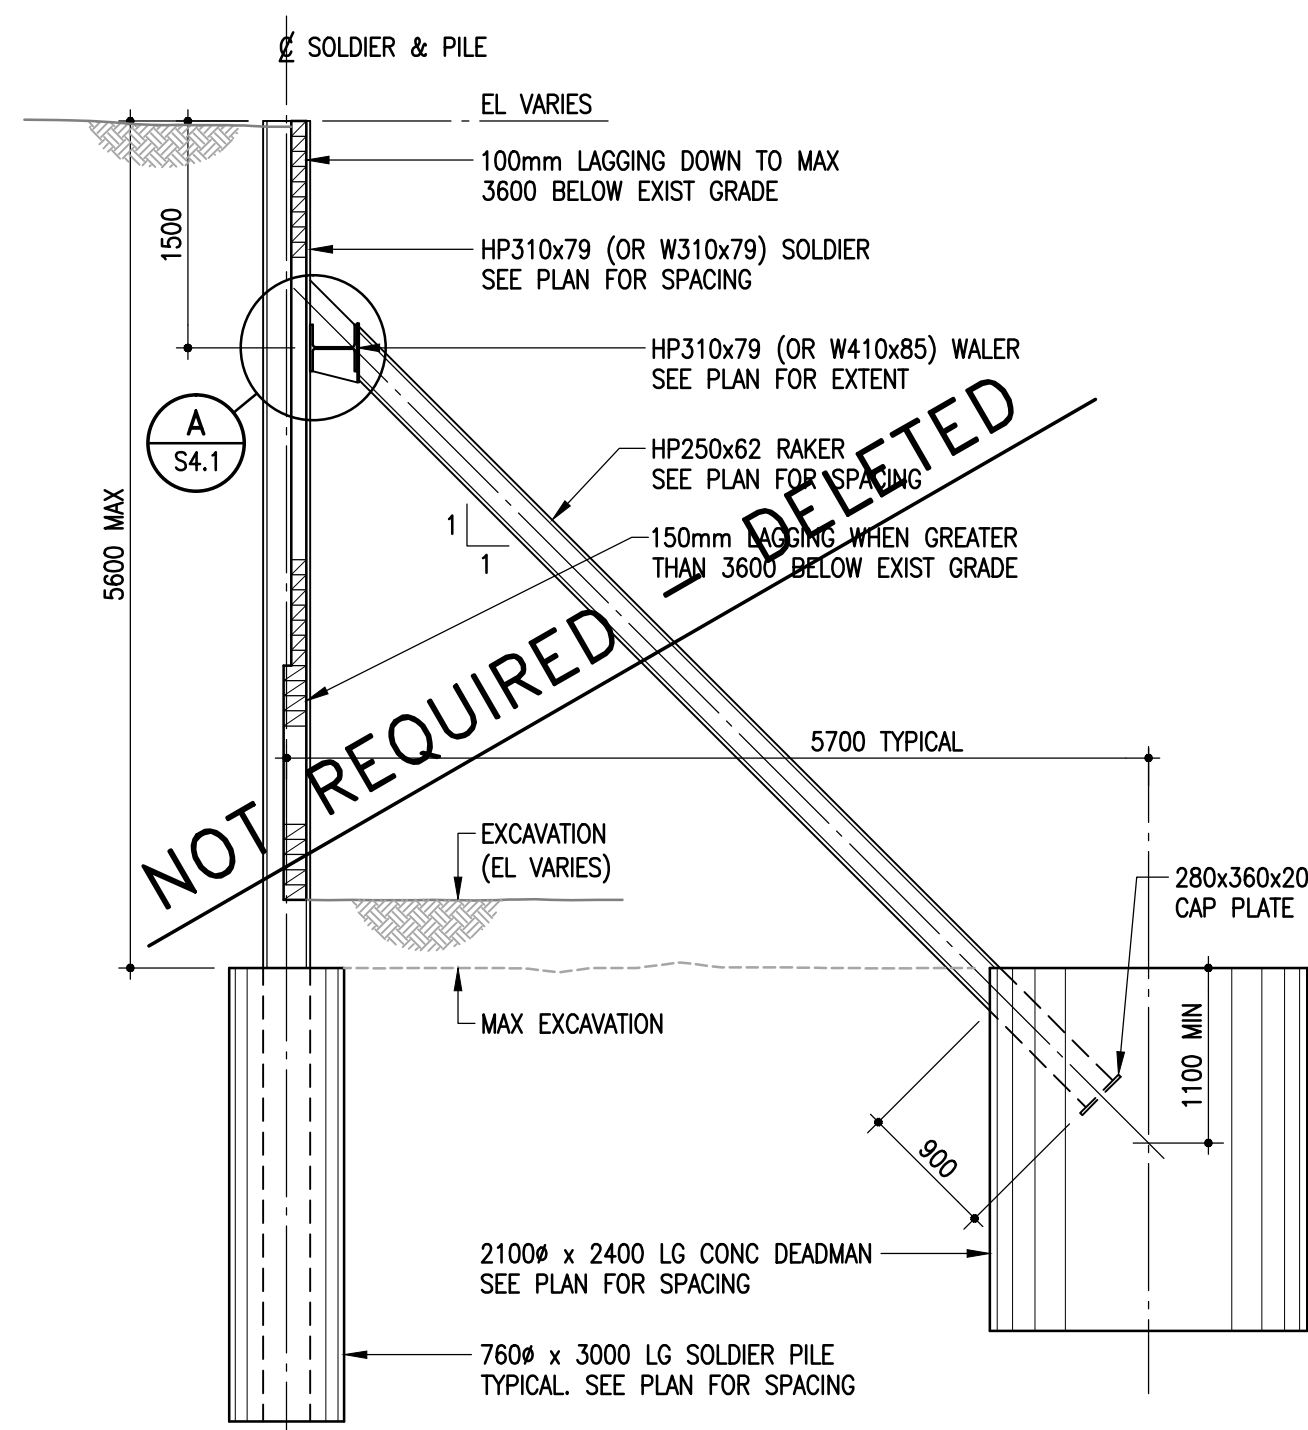 ℄ SOLDIER & PILE
EL VARIES
100mm LAGGING DOWN TO MAX
3600 BELOW EXIST GRADE
1500
HP310x79 (OR W310x79) SOLDIER
SEE PLAN FOR SPACING
HP310x79 (OR W410x85) WALER
SEE PLAN FOR EXTENT
A
S4.1
HP250x62 RAKER
SEE PLAN FOR SPACING
5600 MAX
1
1
150mm LAGGING WHEN GREATER
THAN 3600 BELOW EXIST GRADE
NOT REQUIRED - DELETED
5700 TYPICAL
EXCAVATION
(EL VARIES)
280x360x20
CAP PLATE
MAX EXCAVATION
1100 MIN
900
2100ø x 2400 LG CONC DEADMAN
SEE PLAN FOR SPACING
760ø x 3000 LG SOLDIER PILE
TYPICAL. SEE PLAN FOR SPACING